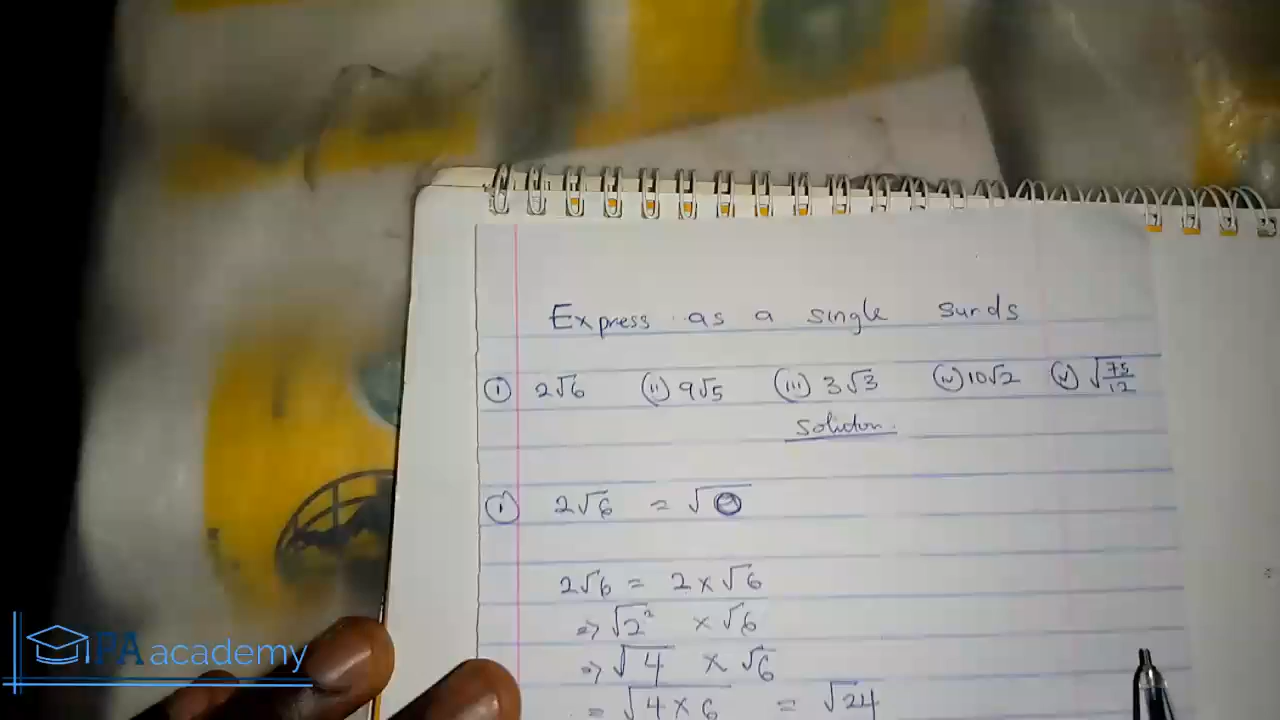 Express as a single surds
(i) 2√6 (ii) 9√5 (iii) 3√3 (iv) 10√2 (v) √75/12
Solution.
(i) 2√6 = √
2√6 = 2 × √6
=> √2² × √6
=> √4 × √6
= √4 × 6 = √24
PA academy